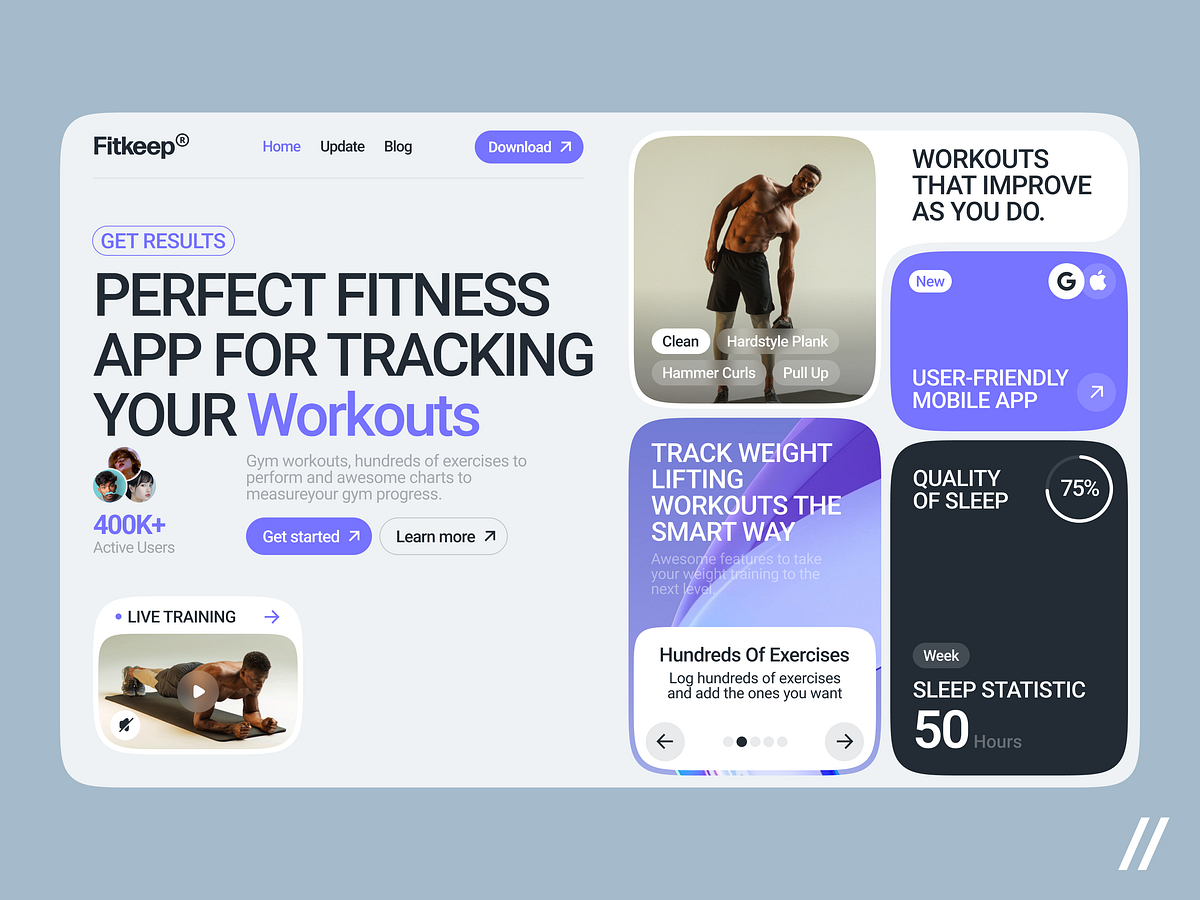 Fitkeep®
Home
Update
Blog
Download
GET RESULTS
PERFECT FITNESS
APP FOR TRACKING
YOUR Workouts
Gym workouts, hundreds of exercises to
perform and awesome charts to
measureyour gym progress.
400K+
Active Users
Get started
Learn more
LIVE TRAINING
Clean
Hardstyle Plank
Hammer Curls
Pull Up
WORKOUTS
THAT IMPROVE
AS YOU DO.
New
G
USER-FRIENDLY
MOBILE APP
TRACK WEIGHT
LIFTING
WORKOUTS THE
SMART WAY
Awesome features to take
your weight training to the
next level.
Hundreds Of Exercises
Log hundreds of exercises
and add the ones you want
QUALITY
OF SLEEP
75%
Week
SLEEP STATISTIC
50 Hours